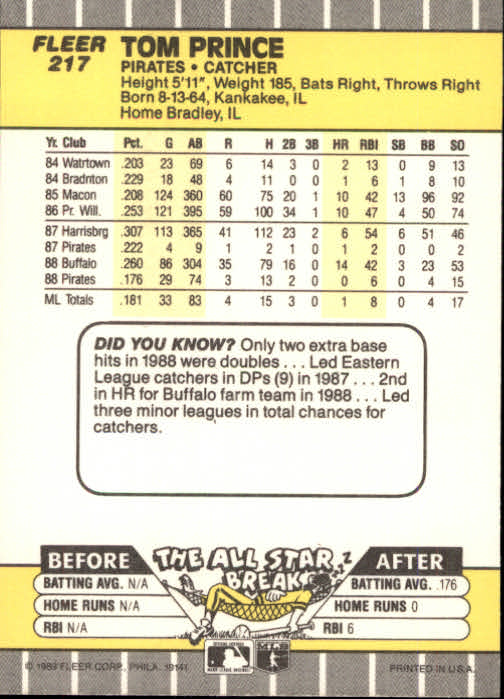 FLEER
217
TOM PRINCE
PIRATES • CATCHER
Height 5'11", Weight 185, Bats Right, Throws Right
Born 8-13-64, Kankakee, IL
Home Bradley, IL
Yr. Club Pct. G AB R H 2B 3B HR RBI SB BB SO
84 Watrtown .203 23 69 6 14 3 0 2 13 0 9 13
84 Bradnton .229 18 48 4 11 0 0 1 6 1 8 10
85 Macon .208 124 360 60 75 20 1 10 42 13 96 92
86 Pr. Will. .253 121 395 59 100 34 1 10 47 4 50 74
87 Harrisbrg .307 113 365 41 112 23 2 6 54 6 51 46
87 Pirates .222 4 9 1 2 1 0 1 2 0 0 2
88 Buffalo .260 86 304 35 79 16 0 14 42 3 23 53
88 Pirates .176 29 74 3 13 2 0 0 6 0 4 15
ML Totals .181 33 83 4 15 3 0 1 8 0 4 17
DID YOU KNOW? Only two extra base
hits in 1988 were doubles . . . Led Eastern
League catchers in DPs (9) in 1987 . . . 2nd
in HR for Buffalo farm team in 1988 . . . Led
three minor leagues in total chances for
catchers.
BEFORE THE ALL STAR BREAK AFTER
BATTING AVG. N/A BATTING AVG. .176
HOME RUNS N/A HOME RUNS 0
RBI N/A RBI 6
© 1989 FLEER CORP., PHILA. 19141 PRINTED IN U.S.A.